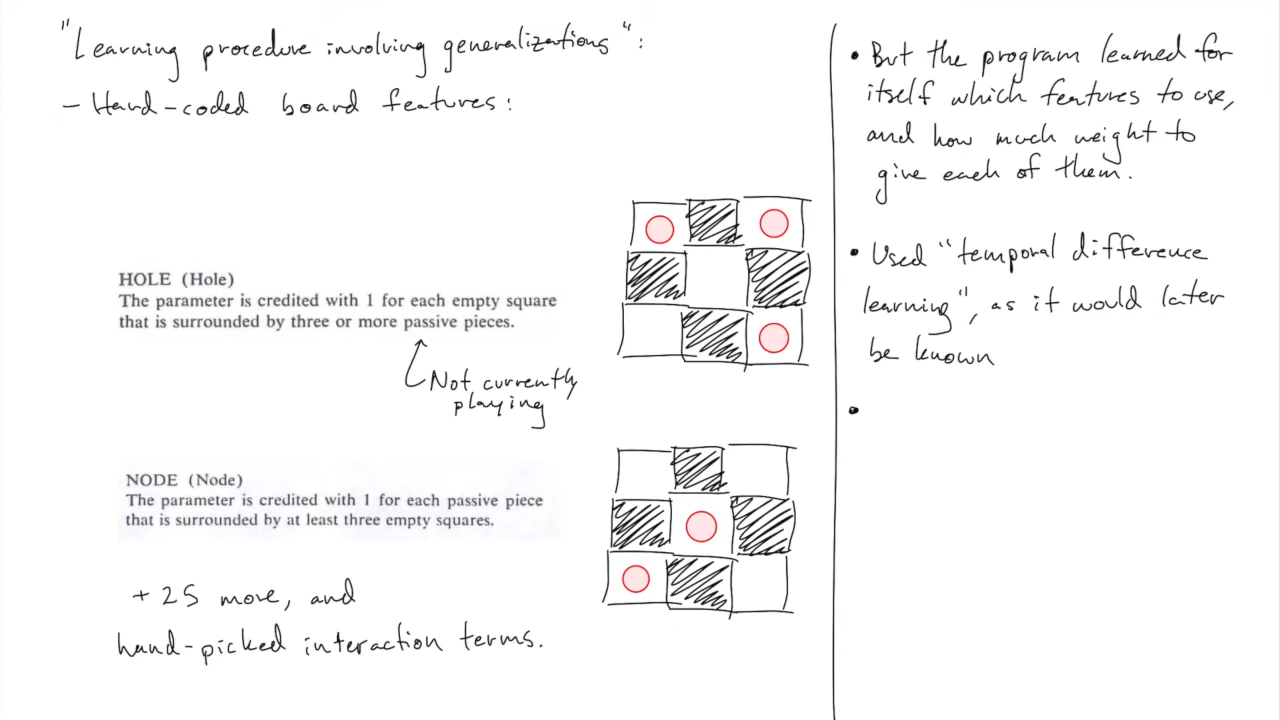 "Learning procedure involving generalizations":
- Hard-coded board features:
HOLE (Hole)
The parameter is credited with 1 for each empty square
that is surrounded by three or more passive pieces.
Not currently
playing
NODE (Node)
The parameter is credited with 1 for each passive piece
that is surrounded by at least three empty squares.
+ 25 more, and
hand-picked interaction terms.
• But the program learned for
itself which features to use,
and how much weight to
give each of them.
• Used "temporal difference
learning", as it would later
be known
•